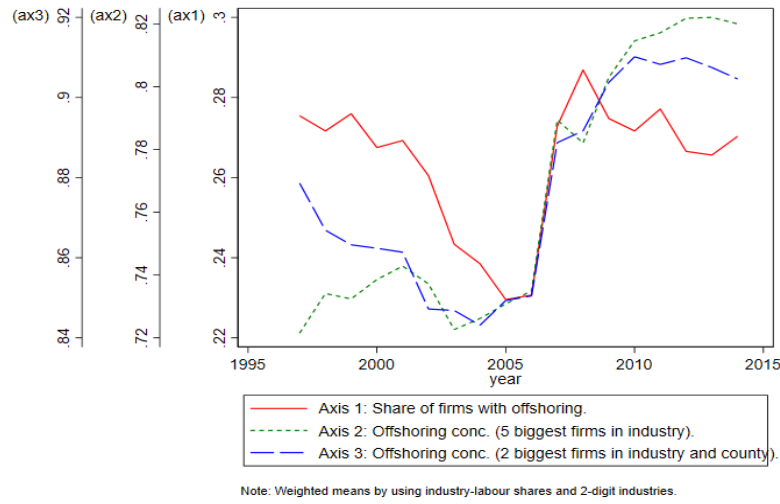 (ax3) (ax2) (ax1)
.92 .82 .3
.9 .8 .28
.88 .78 .26
.86 .76 .24
.84 .74 .22
.72
1995 2000 2005 2010 2015
year
Axis 1: Share of firms with offshoring.
Axis 2: Offshoring conc. (5 biggest firms in industry).
Axis 3: Offshoring conc. (2 biggest firms in industry and county).
Note: Weighted means by using industry-labour shares and 2-digit industries.